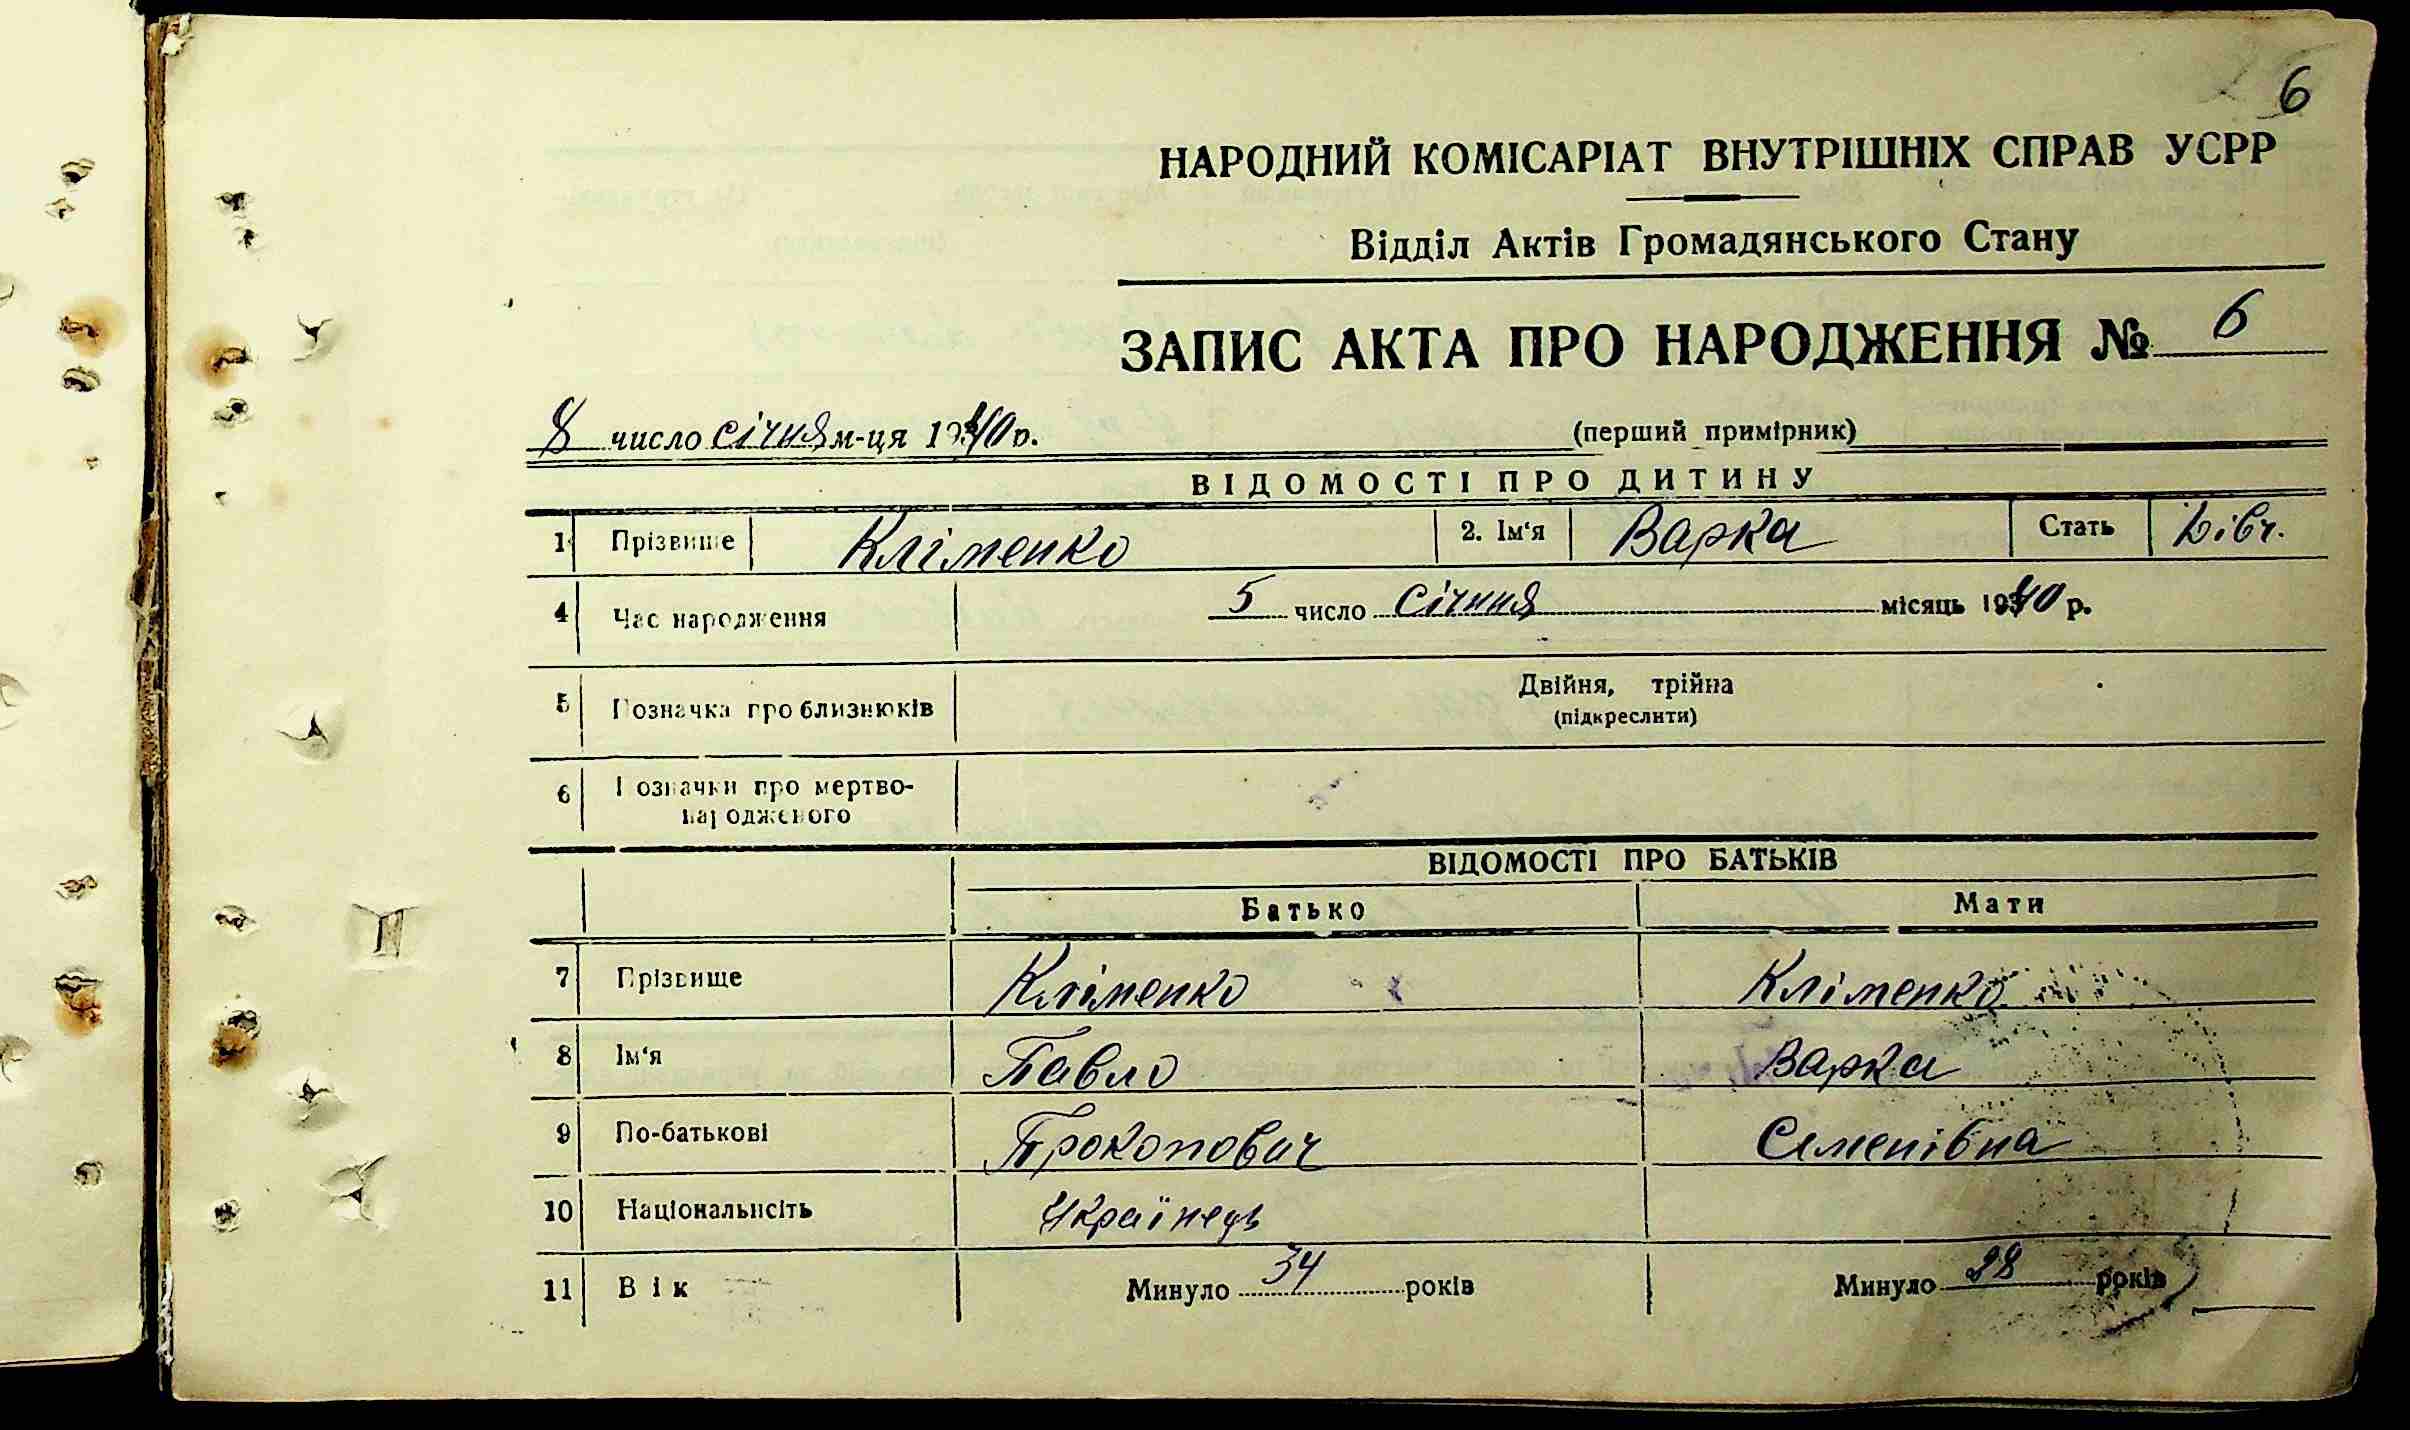 6
НАРОДНИЙ КОМІСАРІАТ ВНУТРІШНІХ СПРАВ УСРР
Відділ Актів Громадянського Стану
ЗАПИС АКТА ПРО НАРОДЖЕННЯ № 6
8 число січня м-ця 1940 р. (перший примірник)
ВІДОМОСТІ ПРО ДИТИНУ
1 Прізвище Кліменко 2. Ім'я Варка Стать Дівч.
4 Час народження 5 число січня місяць 1940 р.
5 Позначка про близнюків Двійня, трійна
(підкреслити)
6 Позначки про мертво-
народженого
ВІДОМОСТІ ПРО БАТЬКІВ
Батько Мати
7 Прізвище Кліменко Кліменко
8 Ім'я Павло Варка
9 По-батькові Прокопович Семенівна
10 Національність Українець
11 Вік Минуло 34 років Минуло 28 років